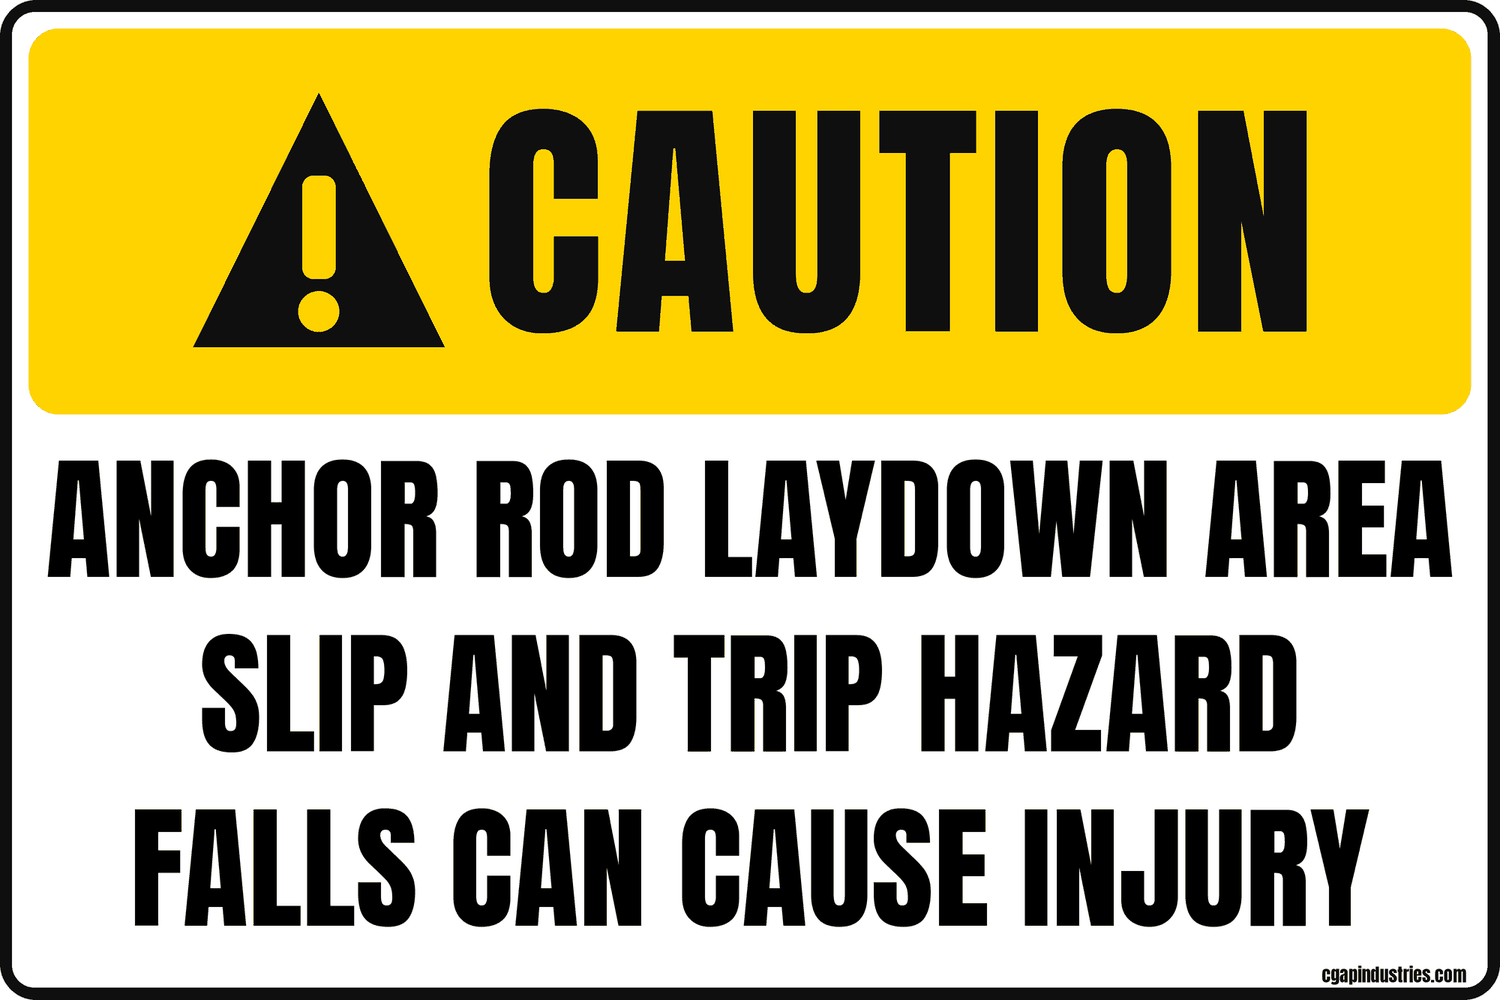 CAUTION
ANCHOR ROD LAYDOWN AREA
SLIP AND TRIP HAZARD
FALLS CAN CAUSE INJURY
cgapindustries.com